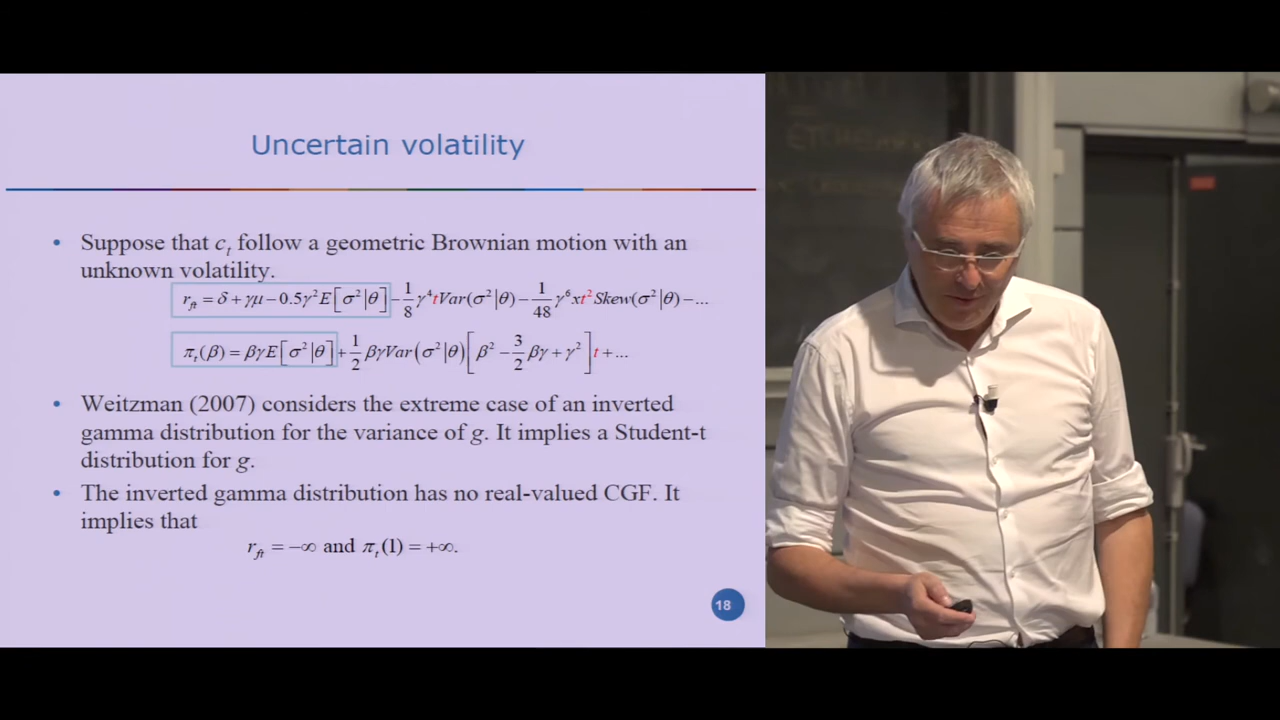 Uncertain volatility
• Suppose that cₜ follow a geometric Brownian motion with an
unknown volatility.
r_ft = δ + γμ − 0.5γ²E[σ²|θ] − 1/8 γ⁴tVar(σ²|θ) − 1/48 γ⁶xt²Skew(σ²|θ) − ...
πₜ(β) = βγE[σ²|θ] + 1/2 βγVar(σ²|θ)[β² − 3/2 βγ + γ²]t + ...
• Weitzman (2007) considers the extreme case of an inverted
gamma distribution for the variance of g. It implies a Student-t
distribution for g.
• The inverted gamma distribution has no real-valued CGF. It
implies that
r_ft = −∞ and πₜ(1) = +∞.
18